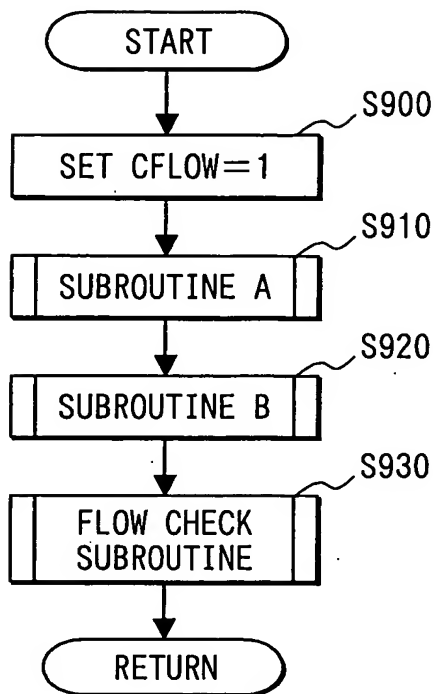 START
S900
SET CFLOW=1
S910
SUBROUTINE A
S920
SUBROUTINE B
S930
FLOW CHECK
SUBROUTINE
RETURN